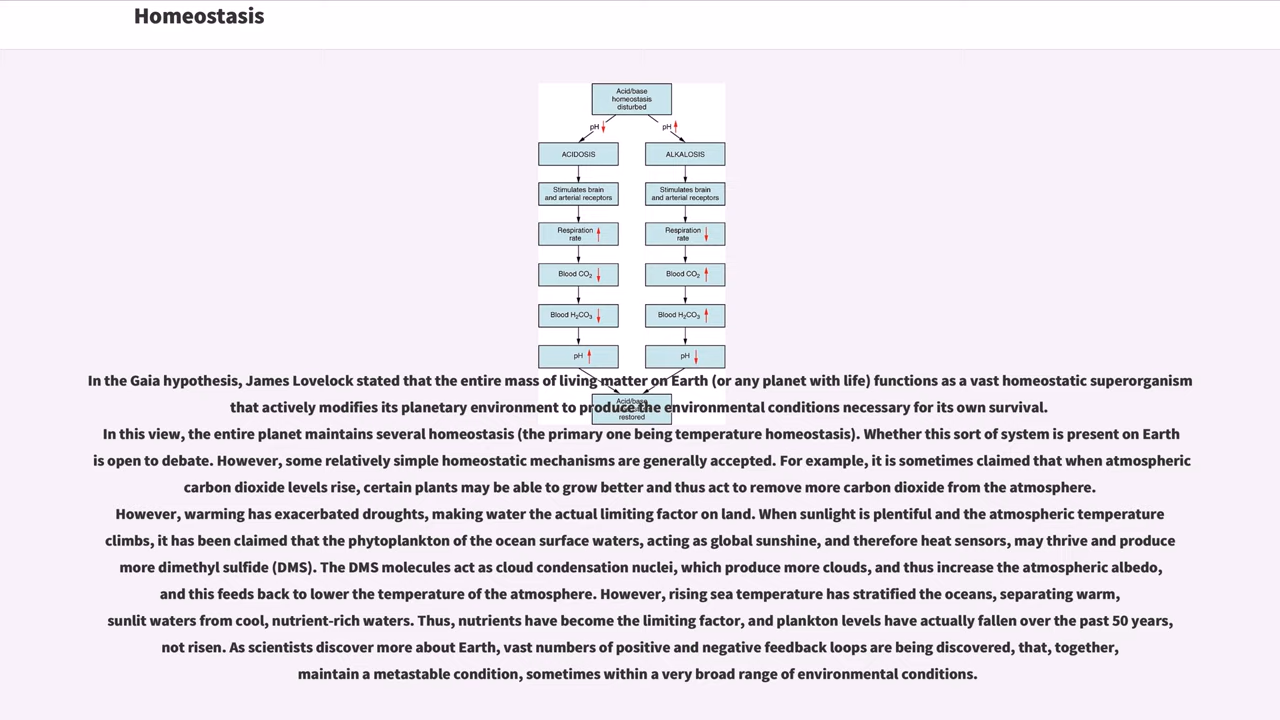 Homeostasis
Acid/base
homeostasis
disturbed
pH
pH
ACIDOSIS
ALKALOSIS
Stimulates brain
and arterial receptors
Stimulates brain
and arterial receptors
Respiration
rate
Respiration
rate
Blood CO₂
Blood CO₂
Blood H₂CO₃
Blood H₂CO₃
pH
pH
Acid/base
restored
In the Gaia hypothesis, James Lovelock stated that the entire mass of living matter on Earth (or any planet with life) functions as a vast homeostatic superorganism
that actively modifies its planetary environment to produce the environmental conditions necessary for its own survival.
In this view, the entire planet maintains several homeostasis (the primary one being temperature homeostasis). Whether this sort of system is present on Earth
is open to debate. However, some relatively simple homeostatic mechanisms are generally accepted. For example, it is sometimes claimed that when atmospheric
carbon dioxide levels rise, certain plants may be able to grow better and thus act to remove more carbon dioxide from the atmosphere.
However, warming has exacerbated droughts, making water the actual limiting factor on land. When sunlight is plentiful and the atmospheric temperature
climbs, it has been claimed that the phytoplankton of the ocean surface waters, acting as global sunshine, and therefore heat sensors, may thrive and produce
more dimethyl sulfide (DMS). The DMS molecules act as cloud condensation nuclei, which produce more clouds, and thus increase the atmospheric albedo,
and this feeds back to lower the temperature of the atmosphere. However, rising sea temperature has stratified the oceans, separating warm,
sunlit waters from cool, nutrient-rich waters. Thus, nutrients have become the limiting factor, and plankton levels have actually fallen over the past 50 years,
not risen. As scientists discover more about Earth, vast numbers of positive and negative feedback loops are being discovered, that, together,
maintain a metastable condition, sometimes within a very broad range of environmental conditions.